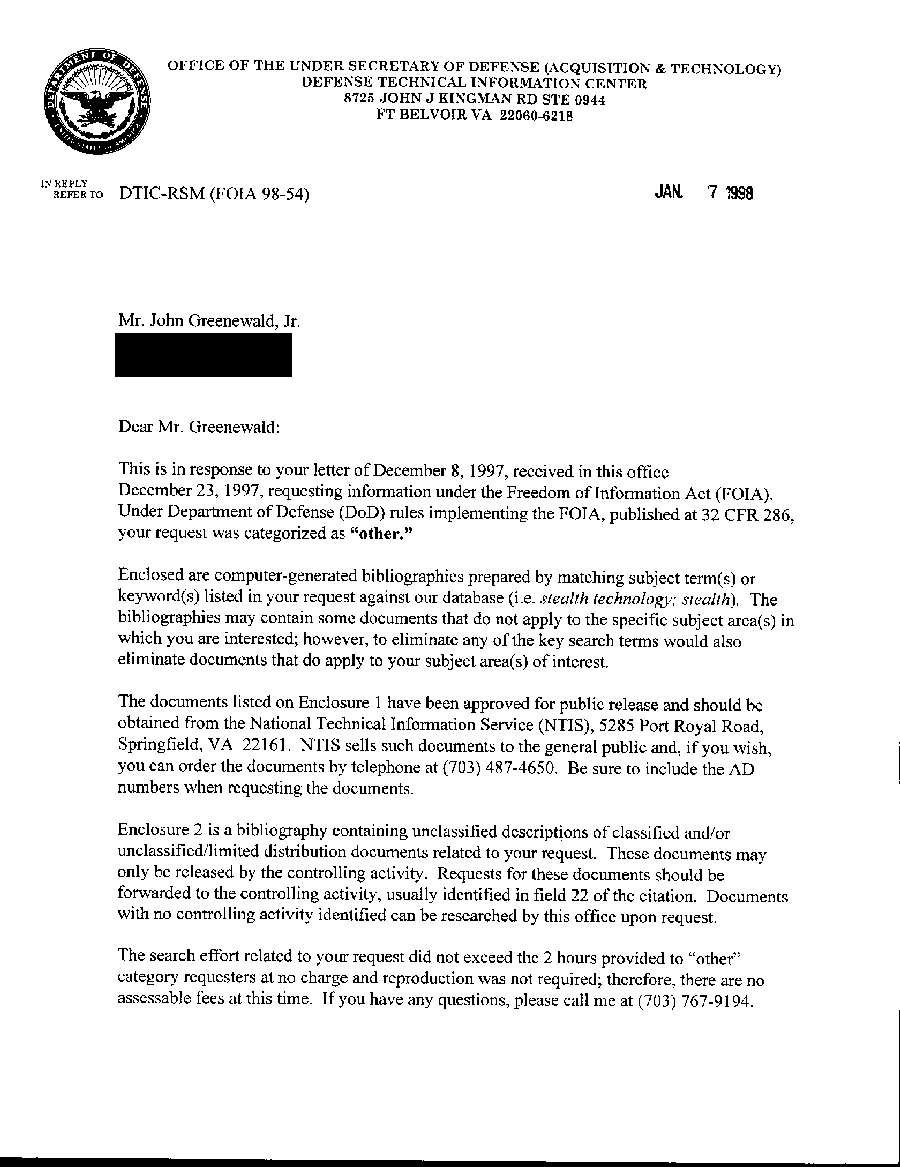 OFFICE OF THE UNDER SECRETARY OF DEFENSE (ACQUISITION & TECHNOLOGY)
DEFENSE TECHNICAL INFORMATION CENTER
8725 JOHN J KINGMAN RD STE 0944
FT BELVOIR VA 22060-6218
DEPARTMENT OF DEFENSE
UNITED STATES OF AMERICA
IN REPLY
REFER TO DTIC-RSM (FOIA 98-54)
JAN. 7 1998
Mr. John Greenewald, Jr.
Dear Mr. Greenewald:
This is in response to your letter of December 8, 1997, received in this office
December 23, 1997, requesting information under the Freedom of Information Act (FOIA).
Under Department of Defense (DoD) rules implementing the FOIA, published at 32 CFR 286,
your request was categorized as “other.”
Enclosed are computer-generated bibliographies prepared by matching subject term(s) or
keyword(s) listed in your request against our database (i.e. stealth technology; stealth). The
bibliographies may contain some documents that do not apply to the specific subject area(s) in
which you are interested; however, to eliminate any of the key search terms would also
eliminate documents that do apply to your subject area(s) of interest.
The documents listed on Enclosure 1 have been approved for public release and should be
obtained from the National Technical Information Service (NTIS), 5285 Port Royal Road,
Springfield, VA 22161. NTIS sells such documents to the general public and, if you wish,
you can order the documents by telephone at (703) 487-4650. Be sure to include the AD
numbers when requesting the documents.
Enclosure 2 is a bibliography containing unclassified descriptions of classified and/or
unclassified/limited distribution documents related to your request. These documents may
only be released by the controlling activity. Requests for these documents should be
forwarded to the controlling activity, usually identified in field 22 of the citation. Documents
with no controlling activity identified can be researched by this office upon request.
The search effort related to your request did not exceed the 2 hours provided to “other”
category requesters at no charge and reproduction was not required; therefore, there are no
assessable fees at this time. If you have any questions, please call me at (703) 767-9194.